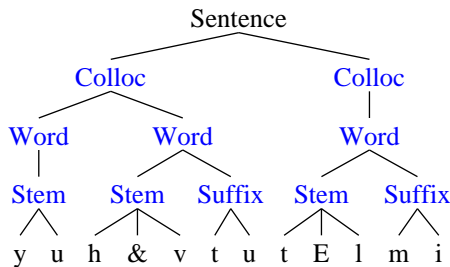 Sentence
Colloc Colloc
Word Word Word
Stem Stem Suffix Stem Suffix
y u h & v t u t E l m i